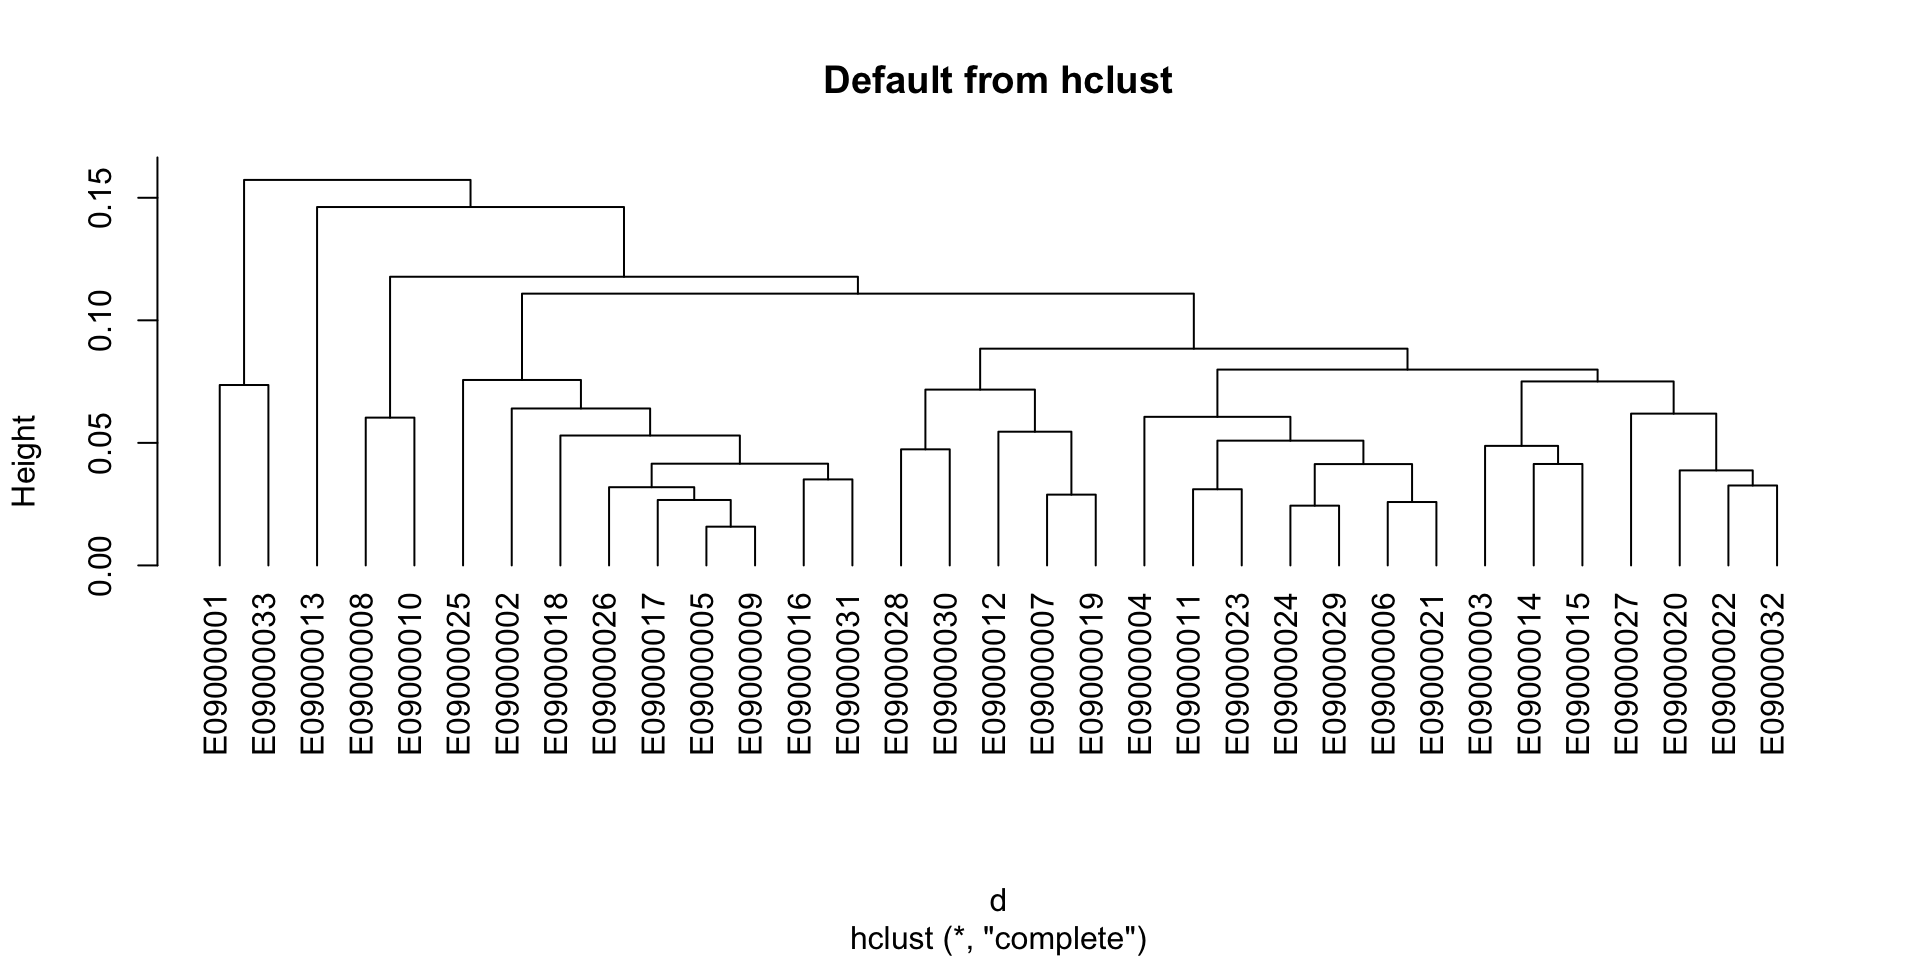 Default from hclust
Height
0.15
0.10
0.05
0.00
E09000001
E09000033
E09000013
E09000008
E09000010
E09000025
E09000002
E09000018
E09000026
E09000017
E09000005
E09000009
E09000016
E09000031
E09000028
E09000030
E09000012
E09000007
E09000019
E09000004
E09000011
E09000023
E09000024
E09000029
E09000006
E09000021
E09000003
E09000014
E09000015
E09000027
E09000020
E09000022
E09000032
d
hclust (*, "complete")